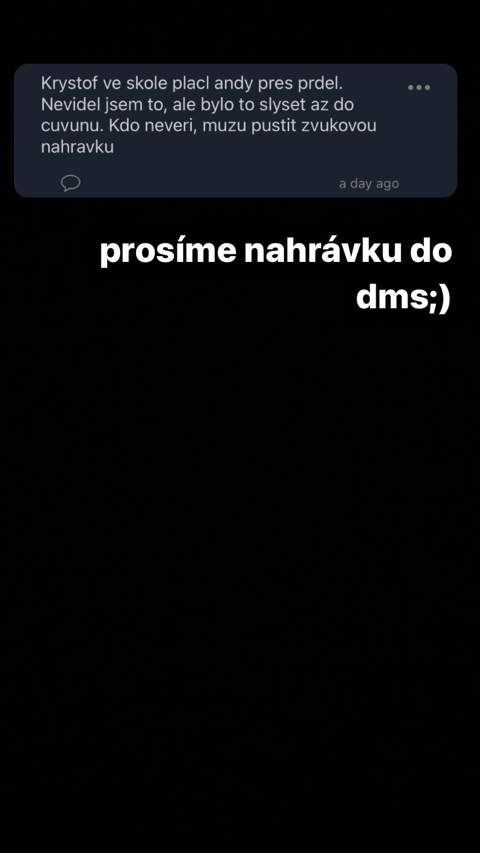 Krystof ve skole placl andy pres prdel.
Nevidel jsem to, ale bylo to slyset az do
cuvunu. Kdo neveri, muzu pustit zvukovou
nahravku
a day ago
prosíme nahrávku do
dms;)